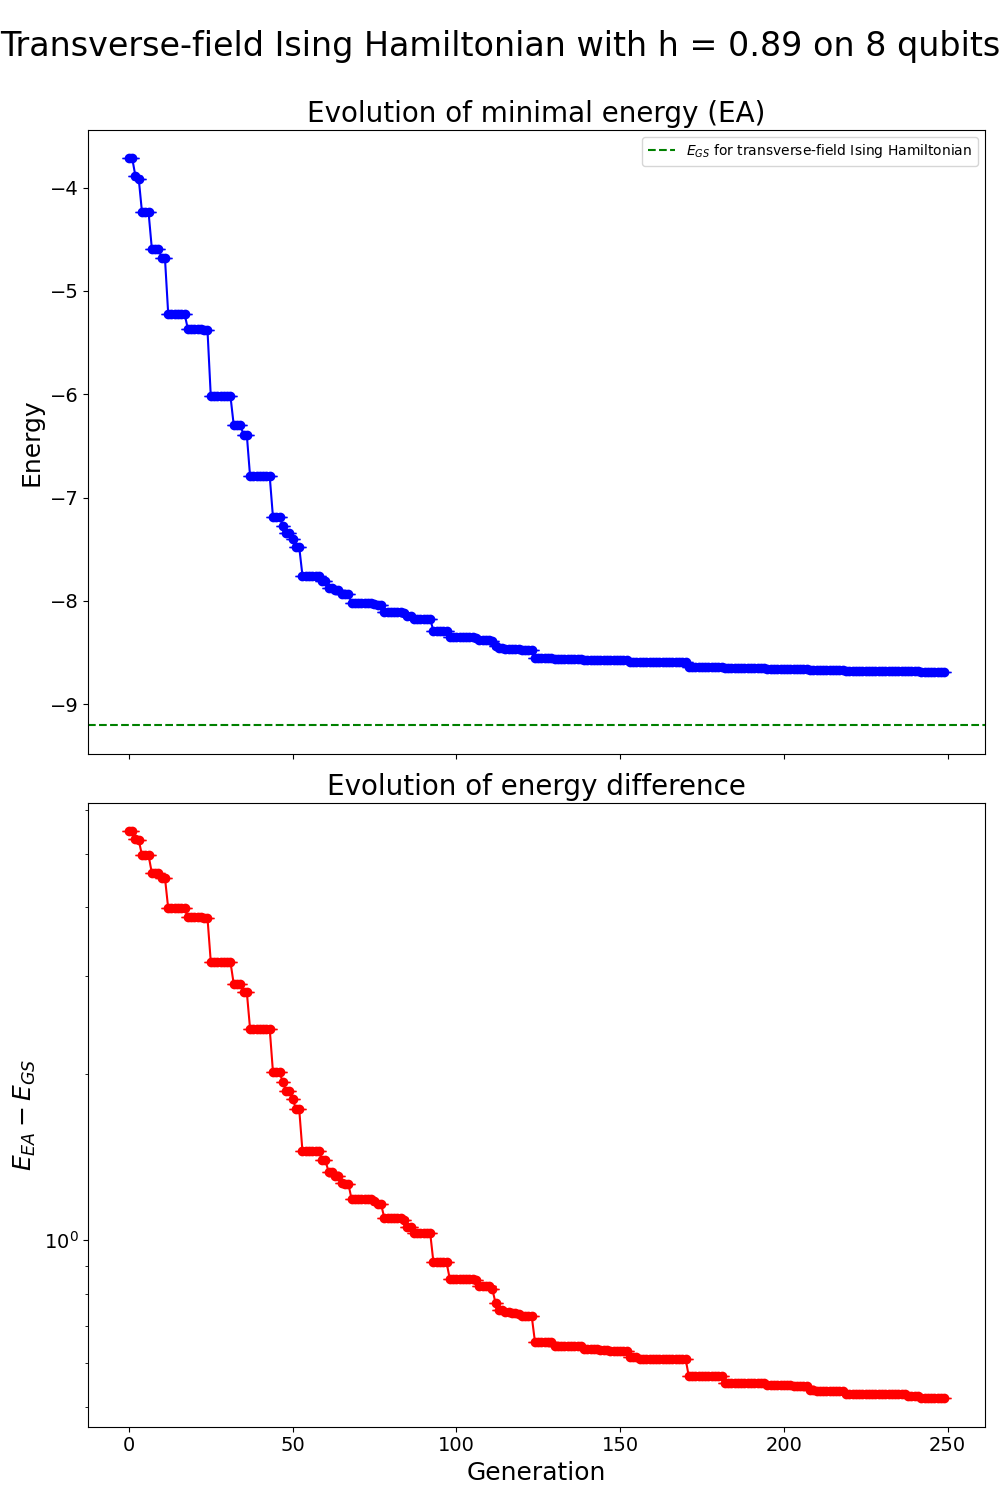 Transverse-field Ising Hamiltonian with h = 0.89 on 8 qubits
Evolution of minimal energy (EA)
E_{GS} for transverse-field Ising Hamiltonian
−4
−5
−6
−7
−8
−9
Energy
Evolution of energy difference
10^0
E_{EA} − E_{GS}
0 50 100 150 200 250
Generation